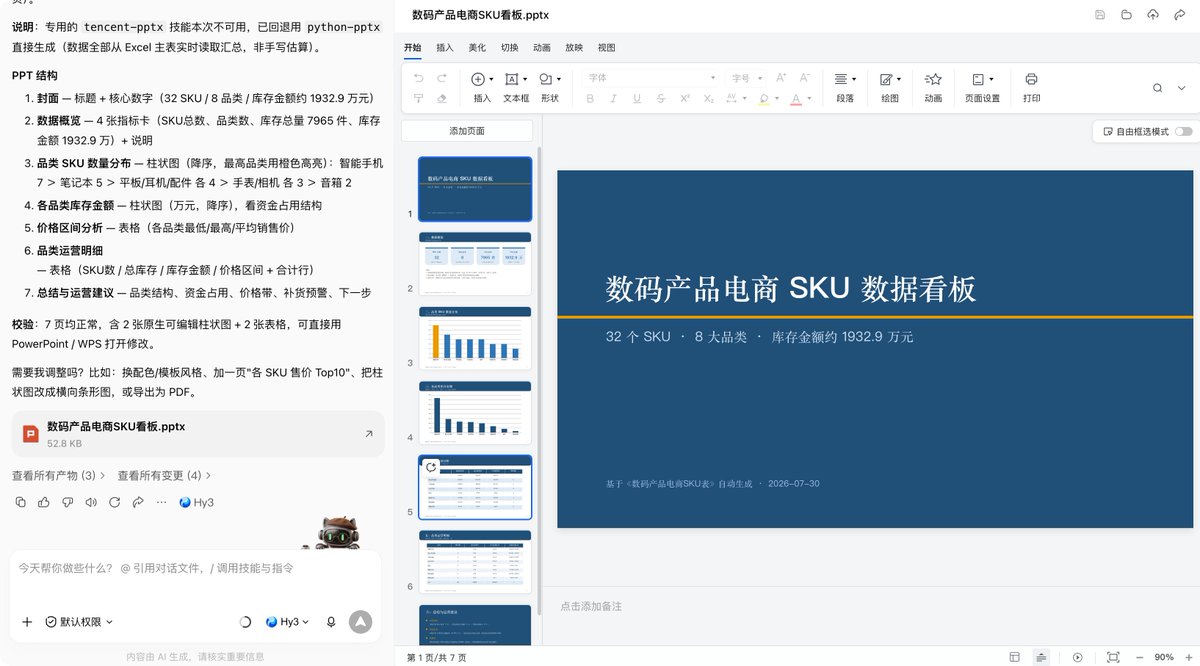 页)。
说明：专用的 tencent-pptx 技能本次不可用，已回退用 python-pptx
直接生成（数据全部从 Excel 主表实时读取汇总，非手写估算）。
PPT 结构
1. 封面 — 标题 + 核心数字（32 SKU / 8 品类 / 库存金额约 1932.9 万元）
2. 数据概览 — 4 张指标卡（SKU总数、品类数、库存总量 7965 件、库存
金额 1932.9 万）+ 说明
3. 品类 SKU 数量分布 — 柱状图（降序，最高品类用橙色高亮）：智能手机
7 > 笔记本 5 > 平板/耳机/配件 各 4 > 手表/相机 各 3 > 音箱 2
4. 各品类库存金额 — 柱状图（万元，降序），看资金占用结构
5. 价格区间分析 — 表格（各品类最低/最高/平均销售价）
6. 品类运营明细
— 表格（SKU数 / 总库存 / 库存金额 / 价格区间 + 合计行）
7. 总结与运营建议 — 品类结构、资金占用、价格带、补货预警、下一步
校验：7 页均正常，含 2 张原生可编辑柱状图 + 2 张表格，可直接用
PowerPoint / WPS 打开修改。
需要我调整吗？比如：换配色/模板风格、加一页"各 SKU 售价 Top10"、把柱
状图改成横向条形图，或导出为 PDF。
数码产品电商SKU看板.pptx
52.8 KB
查看所有产物 (3) 查看所有变更 (4)
Hy3
今天帮你做些什么？ @ 引用对话文件，/ 调用技能与指令
默认权限
Hy3
内容由 AI 生成，请核实重要信息
数码产品电商SKU看板.pptx
开始 插入 美化 切换 动画 放映 视图
字体 字号
插入 文本框 形状 段落 绘图 动画 页面设置 打印
添加页面
自由框选模式
1
数码产品电商 SKU 数据看板
2
3
4
5
6
数码产品电商 SKU 数据看板
32 个 SKU · 8 大品类 · 库存金额约 1932.9 万元
基于《数码产品电商SKU表》自动生成 · 2026-07-30
点击添加备注
第 1 页/共 7 页
90%